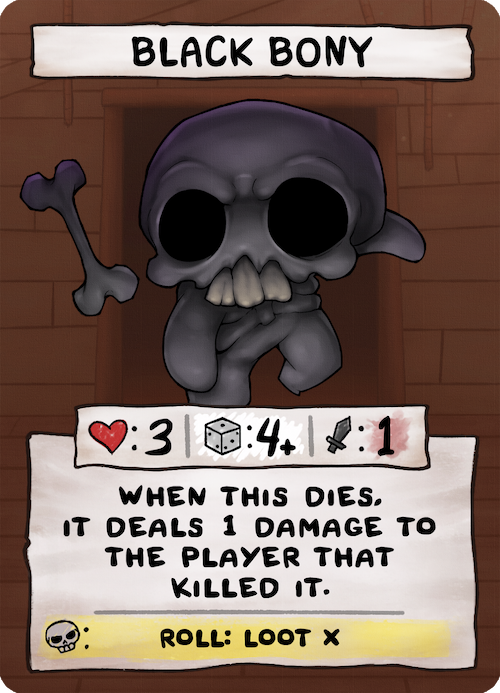 BLACK BONY
:3 :4+ :1
WHEN THIS DIES,
IT DEALS 1 DAMAGE TO
THE PLAYER THAT
KILLED IT.
: ROLL: LOOT X